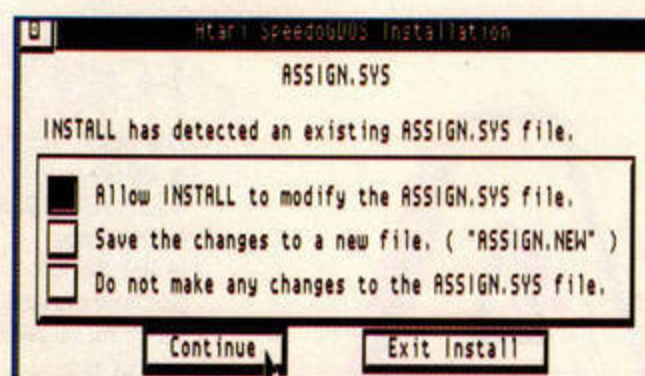 Atari SpeedoGDOS Installation
ASSIGN.SYS
INSTALL has detected an existing ASSIGN.SYS file.
Allow INSTALL to modify the ASSIGN.SYS file.
Save the changes to a new file. ( "ASSIGN.NEW" )
Do not make any changes to the ASSIGN.SYS file.
Continue
Exit Install